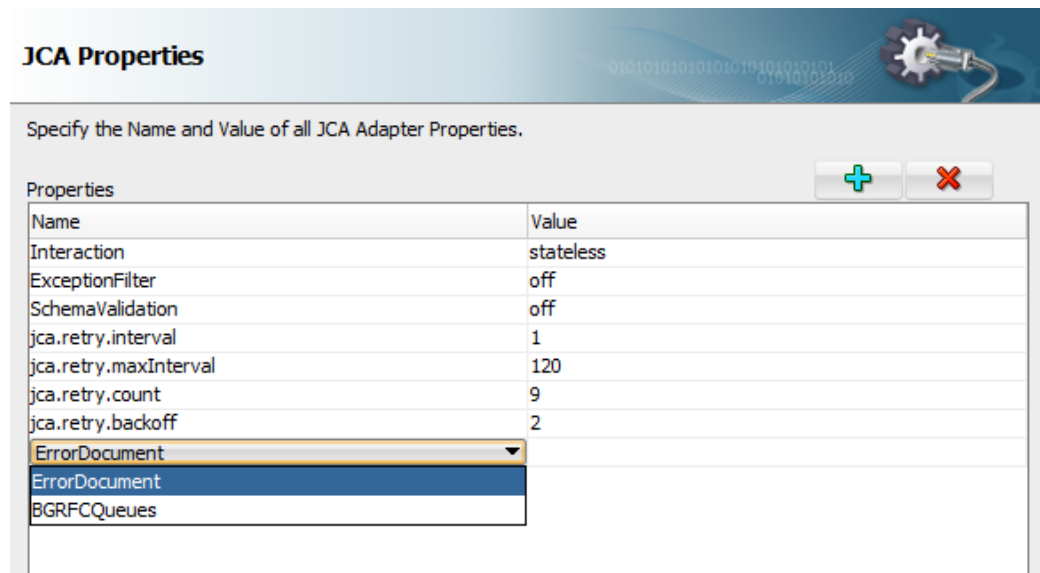 JCA Properties
Specify the Name and Value of all JCA Adapter Properties.
Properties
Name Value
Interaction stateless
ExceptionFilter off
SchemaValidation off
jca.retry.interval 1
jca.retry.maxInterval 120
jca.retry.count 9
jca.retry.backoff 2
ErrorDocument
ErrorDocument
BGRFCQueues